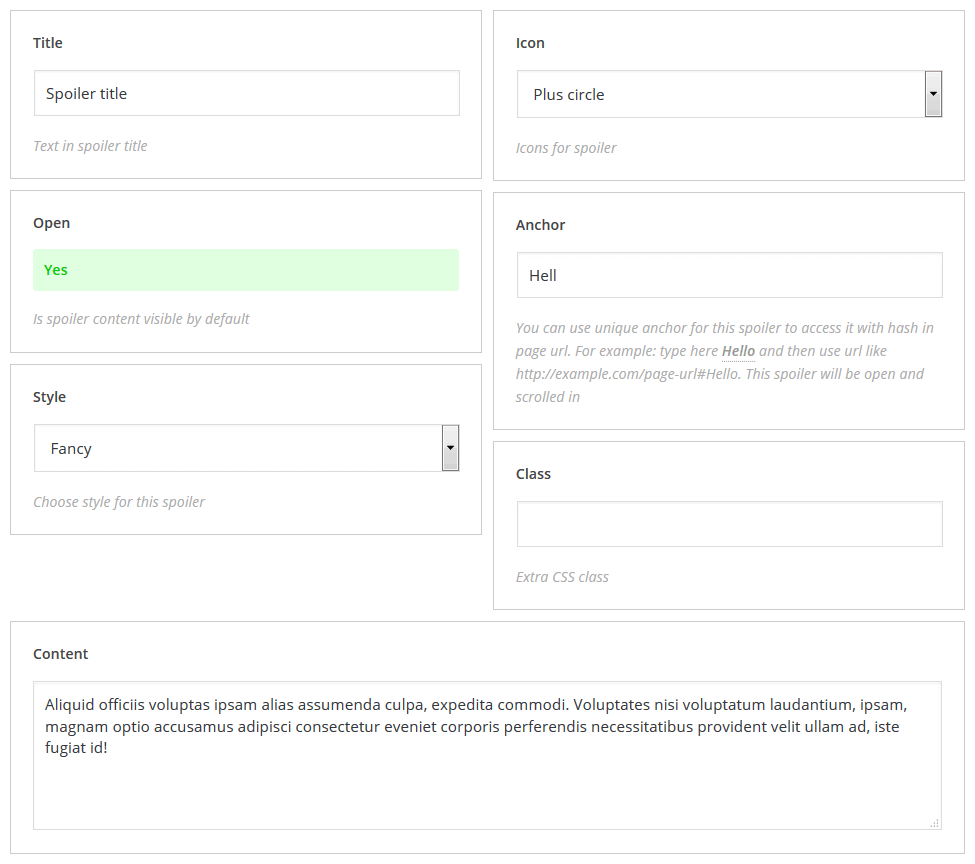 Title
Spoiler title
Text in spoiler title
Icon
Plus circle
Icons for spoiler
Open
Yes
Is spoiler content visible by default
Anchor
Hell
You can use unique anchor for this spoiler to access it with hash in
page url. For example: type here Hello and then use url like
http://example.com/page-url#Hello. This spoiler will be open and
scrolled in
Style
Fancy
Choose style for this spoiler
Class
Extra CSS class
Content
Aliquid officiis voluptas ipsam alias assumenda culpa, expedita commodi. Voluptates nisi voluptatum laudantium, ipsam,
magnam optio accusamus adipisci consectetur eveniet corporis perferendis necessitatibus provident velit ullam ad, iste
fugiat id!